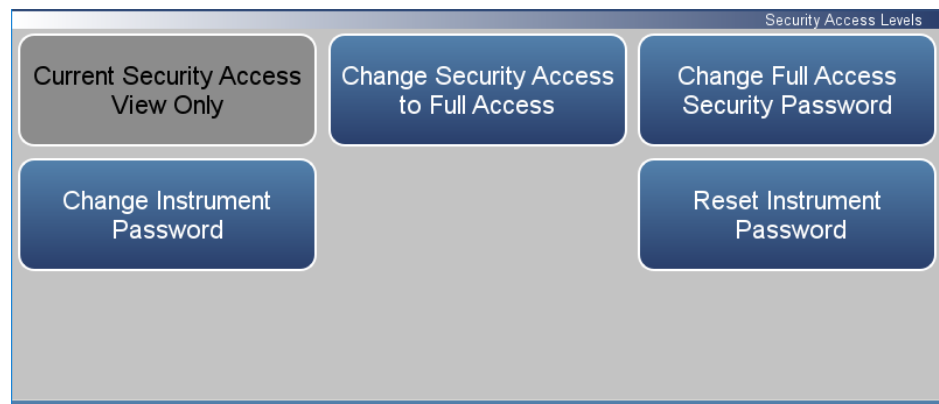 Security Access Levels
Current Security Access
View Only
Change Security Access
to Full Access
Change Full Access
Security Password
Change Instrument
Password
Reset Instrument
Password